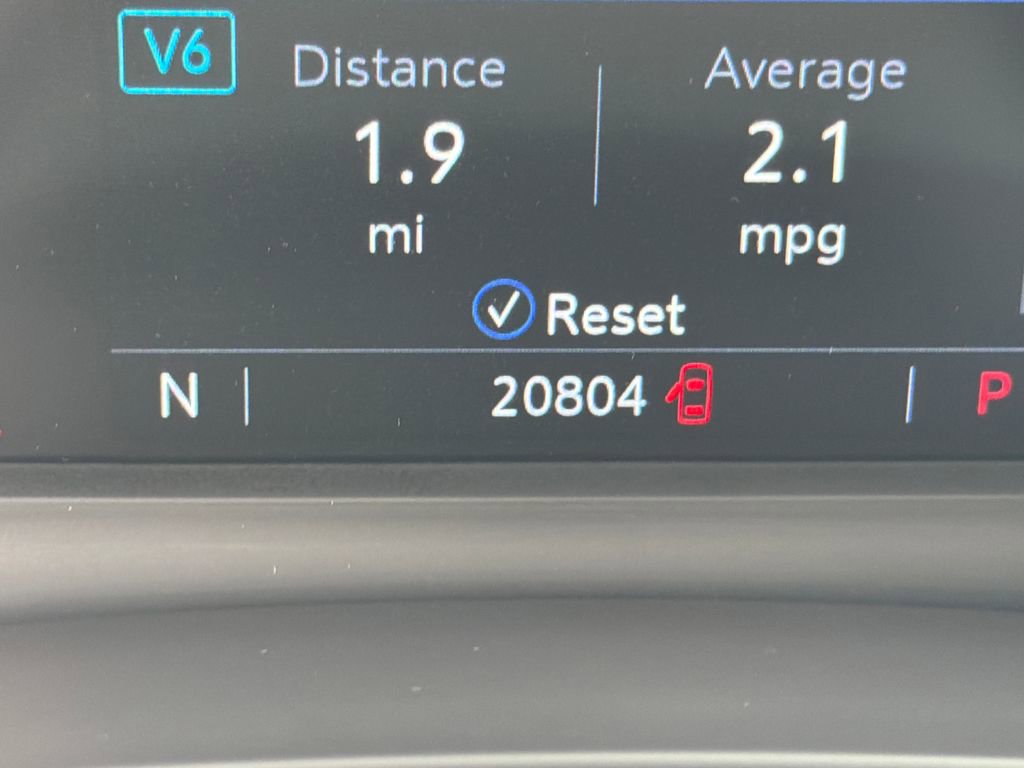 V6
Distance Average
1.9 2.1
mi mpg
Reset
N 20804 P